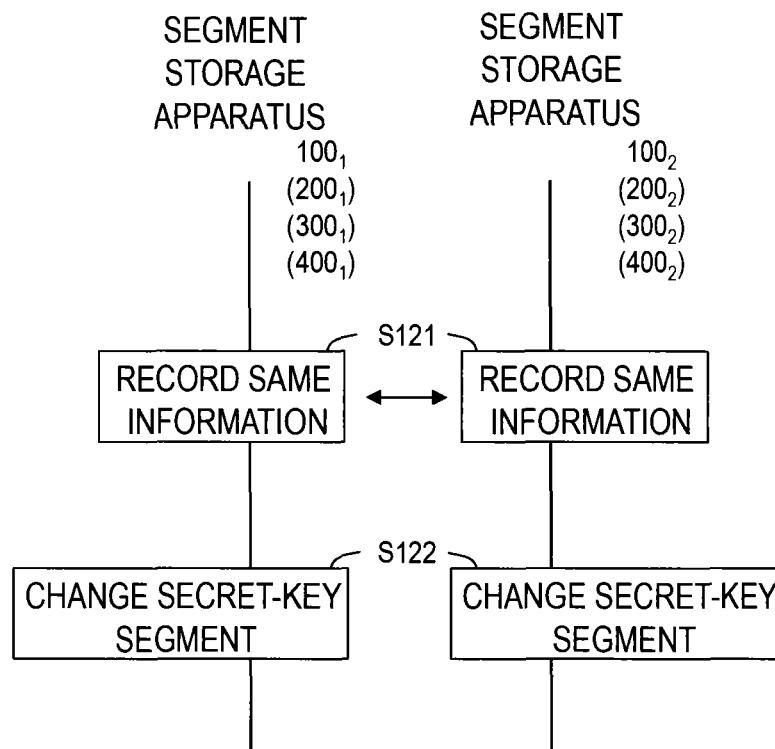 SEGMENT
STORAGE
APPARATUS
100₁
(200₁)
(300₁)
(400₁)
SEGMENT
STORAGE
APPARATUS
100₂
(200₂)
(300₂)
(400₂)
S121
RECORD SAME
INFORMATION
RECORD SAME
INFORMATION
S122
CHANGE SECRET-KEY
SEGMENT
CHANGE SECRET-KEY
SEGMENT